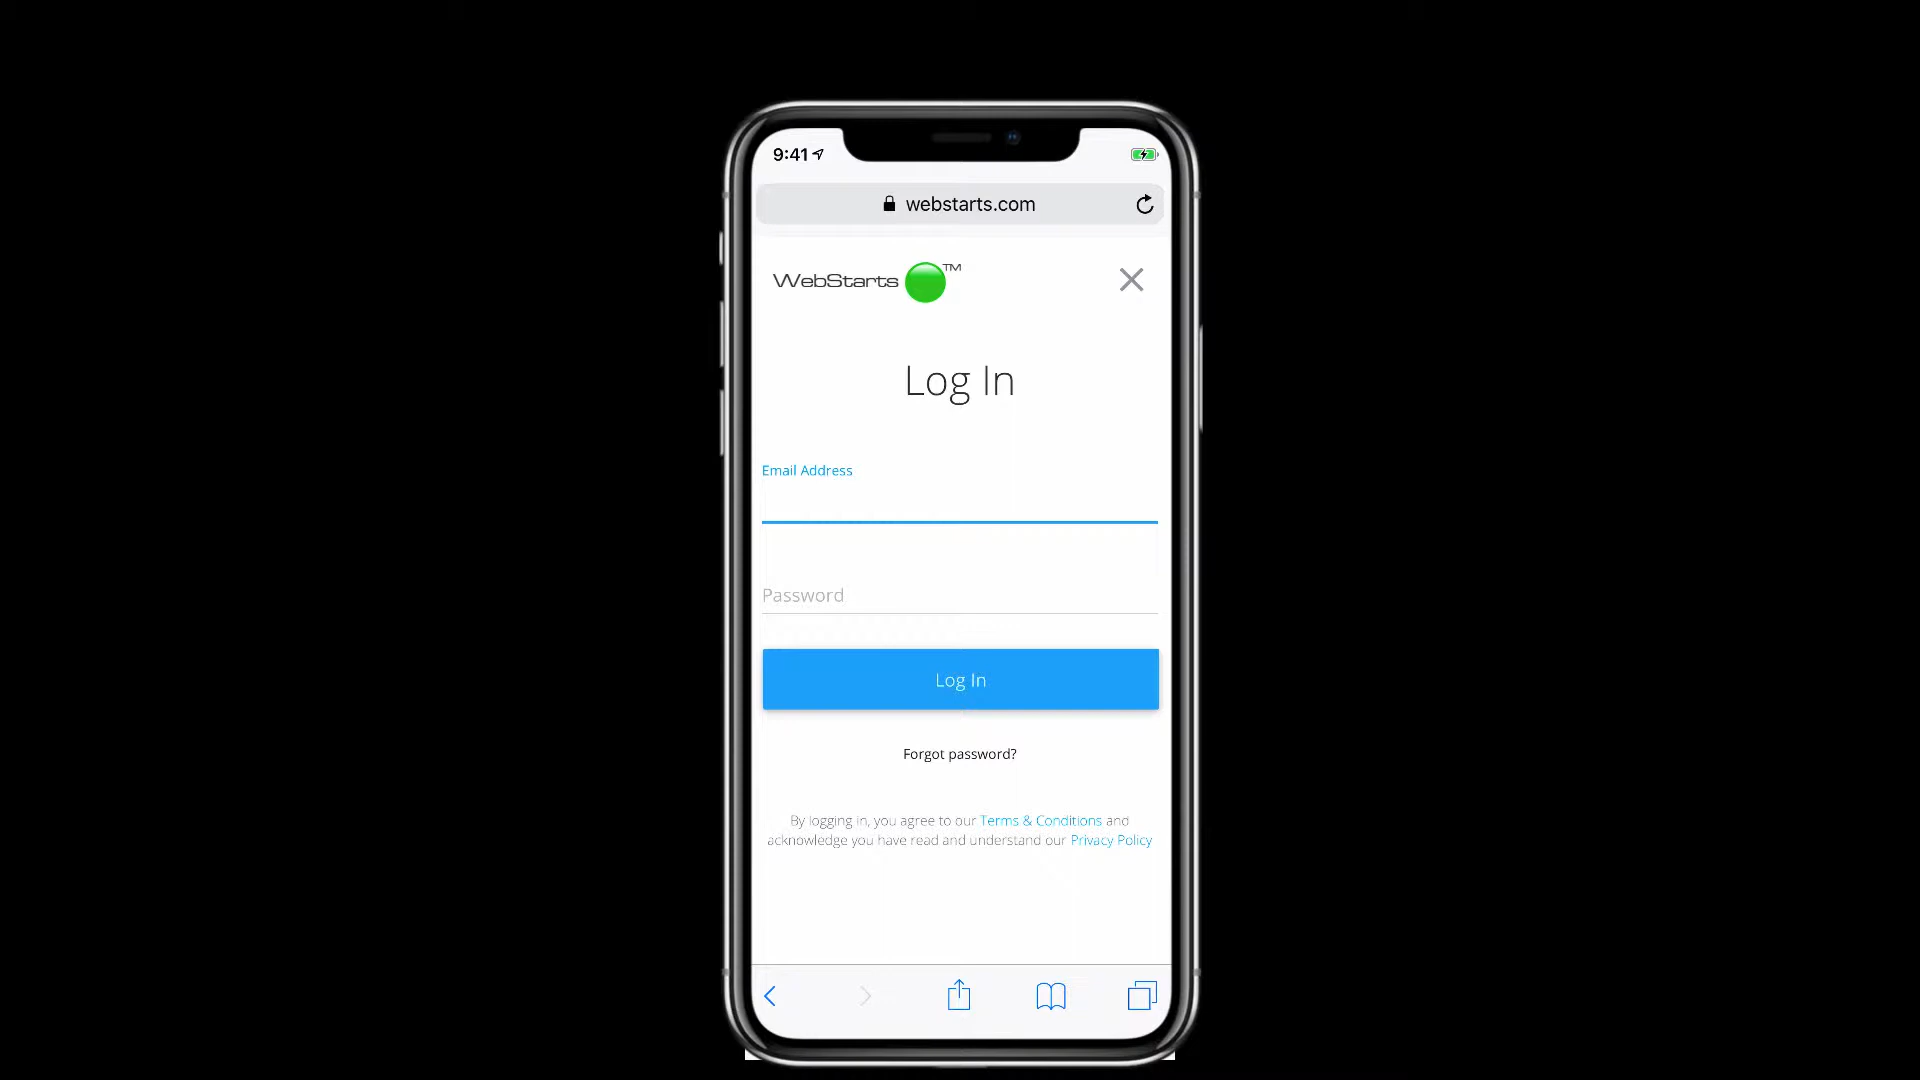 9:41
webstarts.com
WebStarts TM
Log In
Email Address
Password
Log In
Forgot password?
By logging in, you agree to our Terms & Conditions and
acknowledge you have read and understand our Privacy Policy